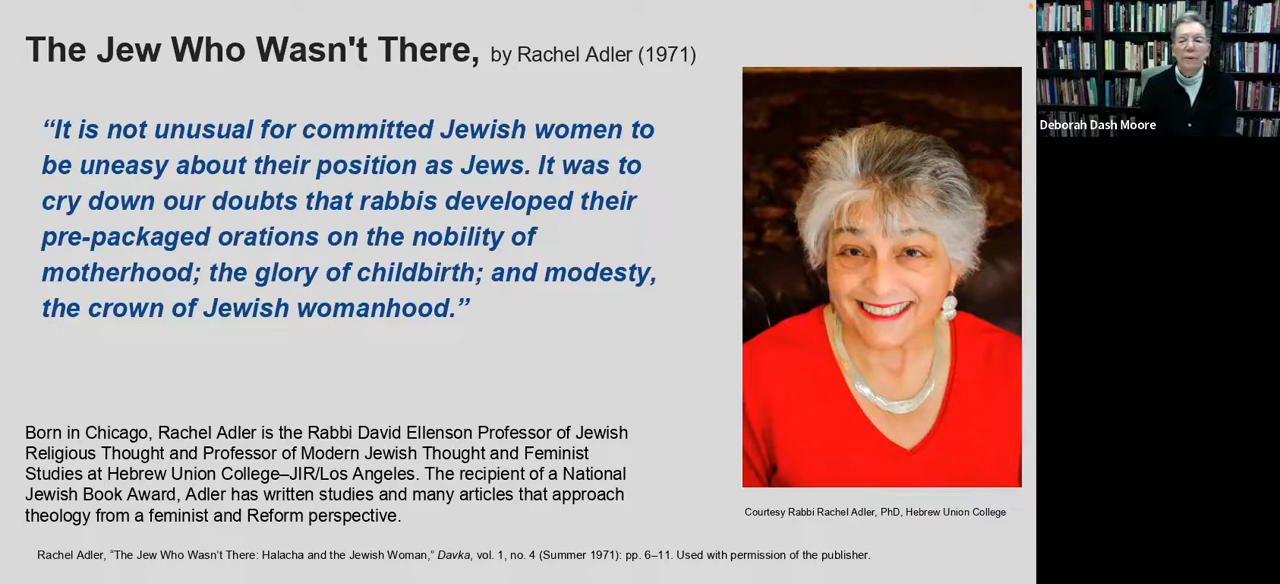 The Jew Who Wasn't There, by Rachel Adler (1971)
“It is not unusual for committed Jewish women to
be uneasy about their position as Jews. It was to
cry down our doubts that rabbis developed their
pre-packaged orations on the nobility of
motherhood; the glory of childbirth; and modesty,
the crown of Jewish womanhood.”
Born in Chicago, Rachel Adler is the Rabbi David Ellenson Professor of Jewish
Religious Thought and Professor of Modern Jewish Thought and Feminist
Studies at Hebrew Union College–JIR/Los Angeles. The recipient of a National
Jewish Book Award, Adler has written studies and many articles that approach
theology from a feminist and Reform perspective.
Courtesy Rabbi Rachel Adler, PhD, Hebrew Union College
Rachel Adler, “The Jew Who Wasn’t There: Halacha and the Jewish Woman,” Davka, vol. 1, no. 4 (Summer 1971): pp. 6–11. Used with permission of the publisher.
Deborah Dash Moore